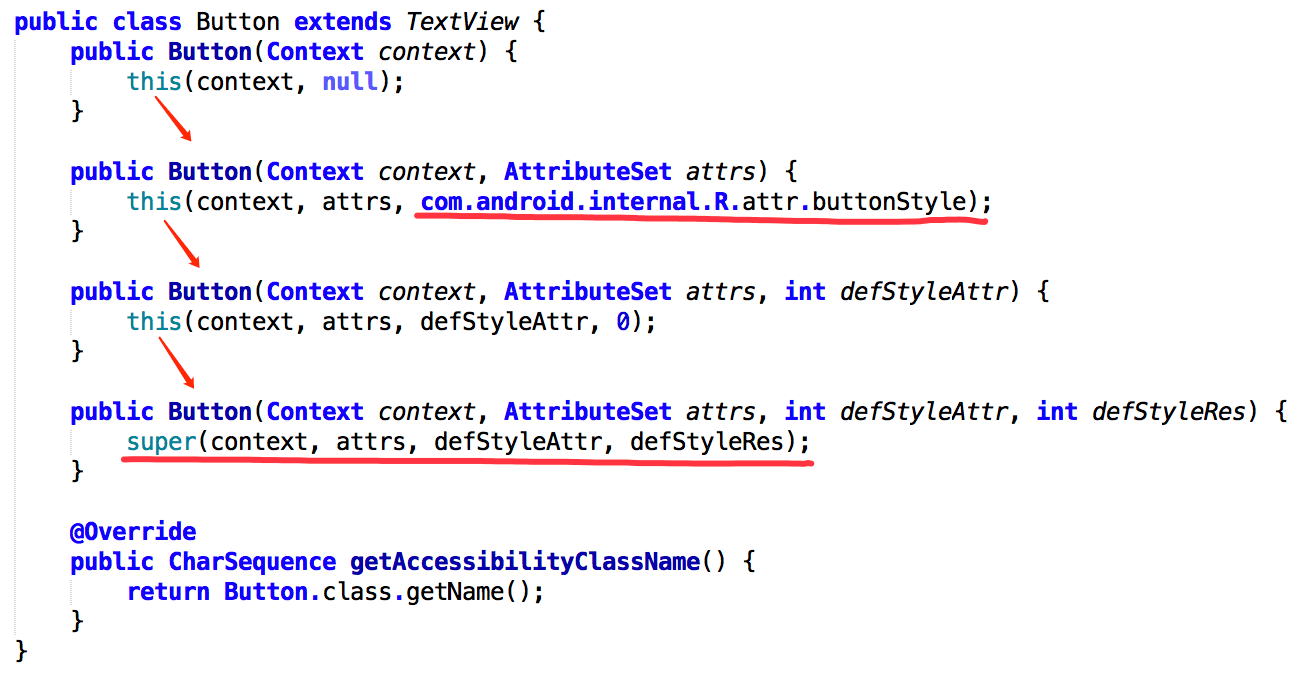 public class Button extends TextView {
    public Button(Context context) {
        this(context, null);
    }
    public Button(Context context, AttributeSet attrs) {
        this(context, attrs, com.android.internal.R.attr.buttonStyle);
    }
    public Button(Context context, AttributeSet attrs, int defStyleAttr) {
        this(context, attrs, defStyleAttr, 0);
    }
    public Button(Context context, AttributeSet attrs, int defStyleAttr, int defStyleRes) {
        super(context, attrs, defStyleAttr, defStyleRes);
    }
    @Override
    public CharSequence getAccessibilityClassName() {
        return Button.class.getName();
    }
}